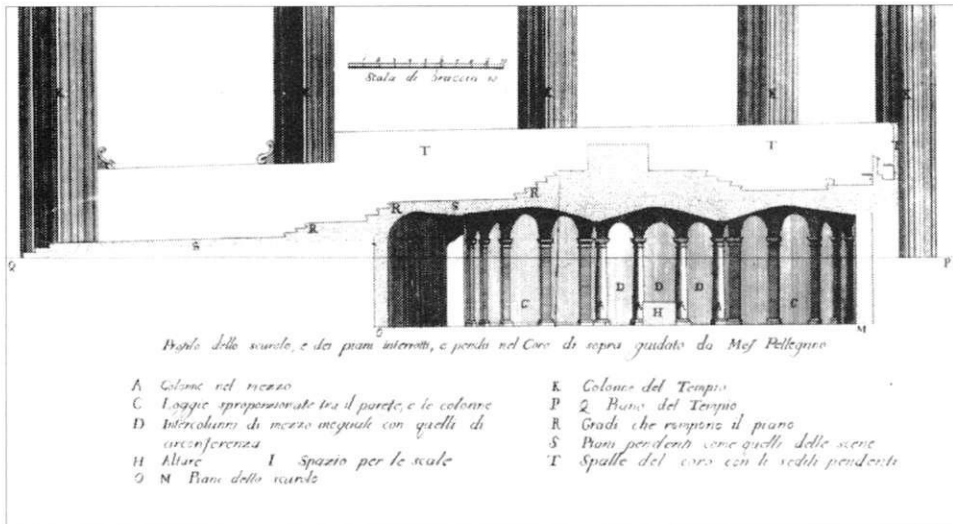 Scala di braccia 10
K K K K K
T T
R
R S
S R
Q P
D D D
C H C
O M
Profilo dello scurolo, e dei piani interrotti, e pendii nel Coro di sopra guidato da Mes Pellegrino
A Colonne nel mezzo
C Loggie sproporzionate tra il parete, e le colonne
D Intercolunni di mezzo ineguali con quelli di
circonferenza
H Altare I Spazio per le scale
O M Piano dello scurolo
K Colonne del Tempio
P Q Piano del Tempio
R Gradi che rompono il piano
S Piani pendenti come quelli delle scene
T Spalle del coro con li sedili pendenti